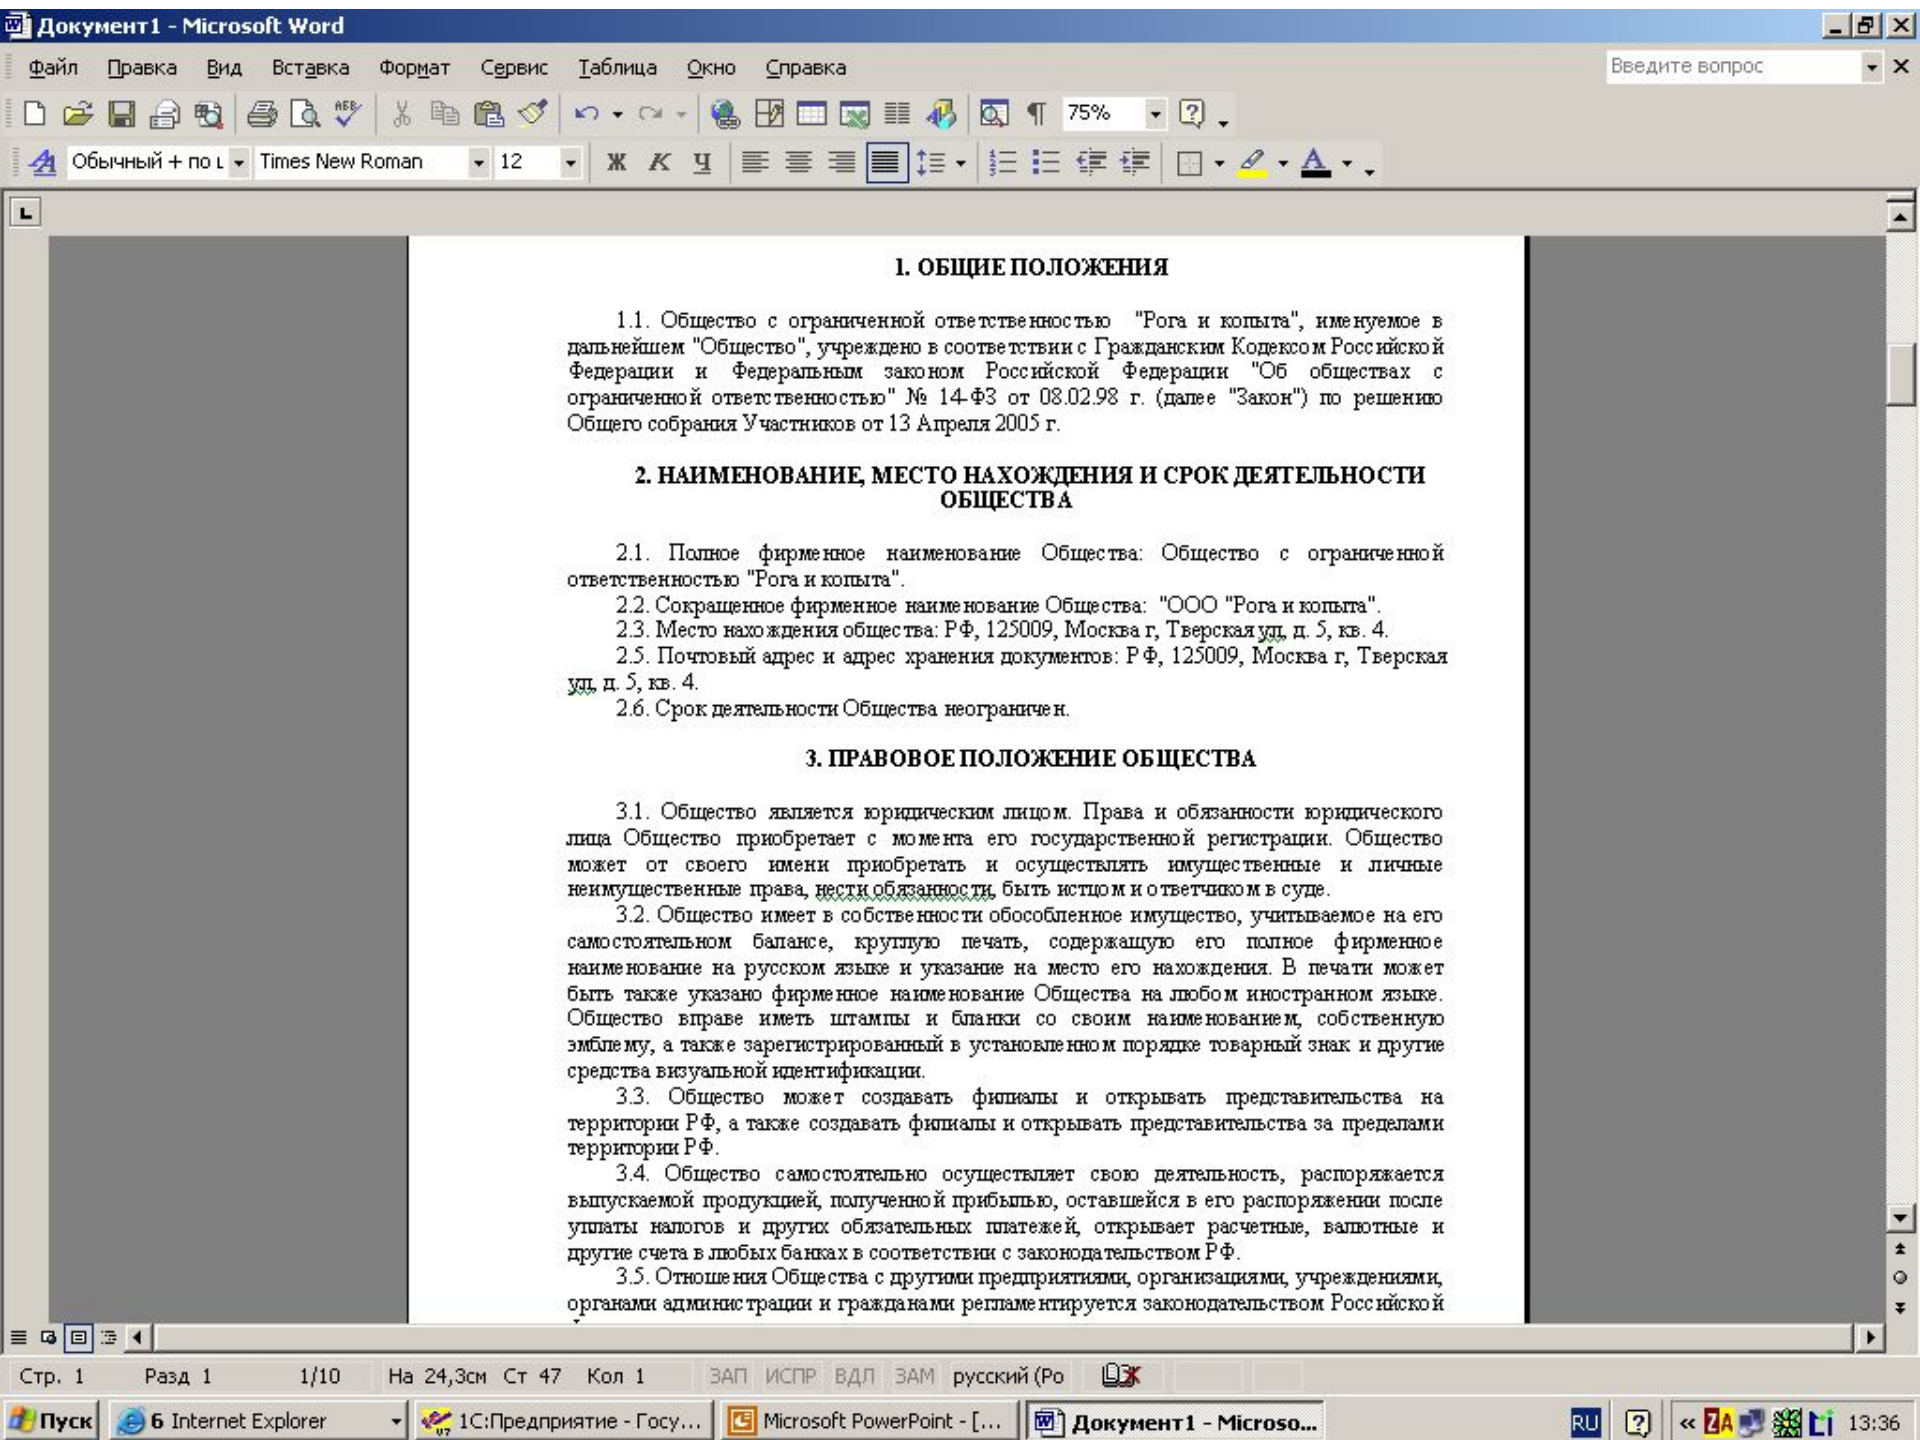 Документ1 - Microsoft Word
Файл Правка Вид Вставка Формат Сервис Таблица Окно Справка Введите вопрос
75%
Обычный + по ц Times New Roman 12 Ж К Ч
1. ОБЩИЕ ПОЛОЖЕНИЯ
1.1. Общество с ограниченной ответственностью "Рога и копыта", именуемое в
дальнейшем "Общество", учреждено в соответствии с Гражданским Кодексом Российской
Федерации и Федеральным законом Российской Федерации "Об обществах с
ограниченной ответственностью" № 14-ФЗ от 08.02.98 г. (далее "Закон") по решению
Общего собрания Участников от 13 Апреля 2005 г.
2. НАИМЕНОВАНИЕ, МЕСТО НАХОЖДЕНИЯ И СРОК ДЕЯТЕЛЬНОСТИ
ОБЩЕСТВА
2.1. Полное фирменное наименование Общества: Общество с ограниченной
ответственностью "Рога и копыта".
2.2. Сокращенное фирменное наименование Общества: "ООО "Рога и копыта".
2.3. Место нахождения общества: РФ, 125009, Москва г, Тверская ул, д. 5, кв. 4.
2.5. Почтовый адрес и адрес хранения документов: РФ, 125009, Москва г, Тверская
ул, д. 5, кв. 4.
2.6. Срок деятельности Общества неограничен.
3. ПРАВОВОЕ ПОЛОЖЕНИЕ ОБЩЕСТВА
3.1. Общество является юридическим лицом. Права и обязанности юридического
лица Общество приобретает с момента его государственной регистрации. Общество
может от своего имени приобретать и осуществлять имущественные и личные
неимущественные права, нести обязанности, быть истцом и ответчиком в суде.
3.2. Общество имеет в собственности обособленное имущество, учитываемое на его
самостоятельном балансе, круглую печать, содержащую его полное фирменное
наименование на русском языке и указание на место его нахождения. В печати может
быть также указано фирменное наименование Общества на любом иностранном языке.
Общество вправе иметь штампы и бланки со своим наименованием, собственную
эмблему, а также зарегистрированный в установленном порядке товарный знак и другие
средства визуальной идентификации.
3.3. Общество может создавать филиалы и открывать представительства на
территории РФ, а также создавать филиалы и открывать представительства за пределами
территории РФ.
3.4. Общество самостоятельно осуществляет свою деятельность, распоряжается
выпускаемой продукцией, полученной прибылью, оставшейся в его распоряжении после
уплаты налогов и других обязательных платежей, открывает расчетные, валютные и
другие счета в любых банках в соответствии с законодательством РФ.
3.5. Отношения Общества с другими предприятиями, организациями, учреждениями,
органами администрации и гражданами регламентируется законодательством Российской
Стр. 1 Разд 1 1/10 На 24,3см Ст 47 Кол 1 ЗАП ИСПР ВДЛ ЗАМ русский (Ро
Пуск 6 Internet Explorer 1С:Предприятие - Госу... Microsoft PowerPoint - [... Документ1 - Microso... RU « ZA 13:36